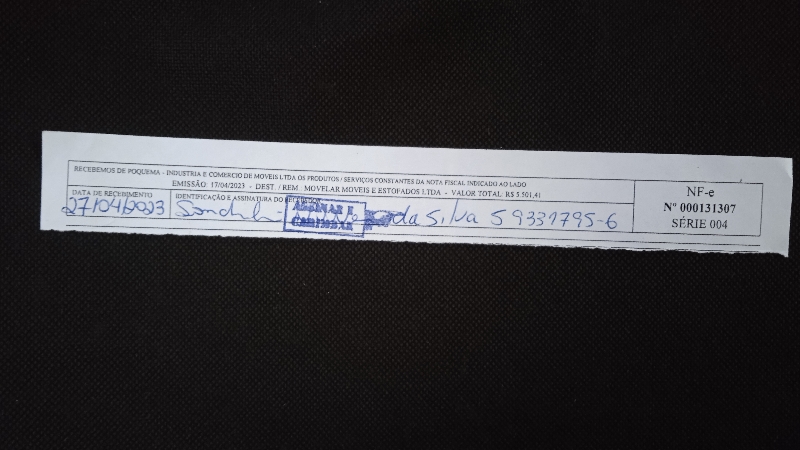 RECEBEMOS DE POQUEMA - INDUSTRIA E COMERCIO DE MOVEIS LTDA OS PRODUTOS / SERVIÇOS CONSTANTES DA NOTA FISCAL INDICADO AO LADO
EMISSÃO: 17/04/2023 - DEST. / REM.: MOVELAR MOVEIS E ESTOFADOS LTDA - VALOR TOTAL: R$ 5.501,41
DATA DE RECEBIMENTO
27/04/2023
IDENTIFICAÇÃO E ASSINATURA DO RECEBEDOR
da Silva 59331795-6
ASSINAR E
CARIMBAR
NF-e
Nº 000131307
SÉRIE 004